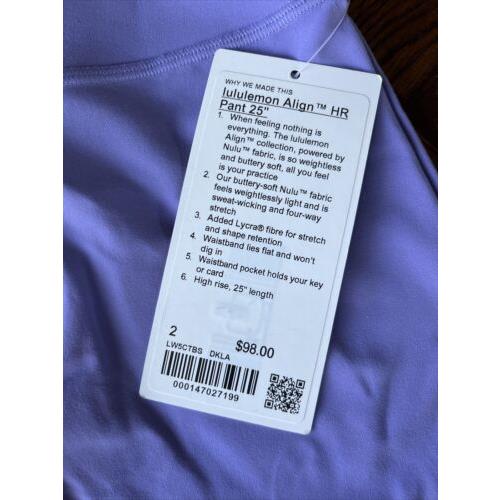 WHY WE MADE THIS
lululemon Align™ HR
Pant 25"
1. When feeling nothing is
everything. The lululemon
Align™ collection, powered by
Nulu™ fabric, is so weightless
and buttery soft, all you feel
is your practice
2. Our buttery-soft Nulu™ fabric
feels weightlessly light and is
sweat-wicking and four-way
stretch
3. Added Lycra® fibre for stretch
and shape retention
4. Waistband lies flat and won't
dig in
5. Waistband pocket holds your key
or card
6. High rise, 25" length
2
$98.00
LW5CTBS DKLA
000147027199